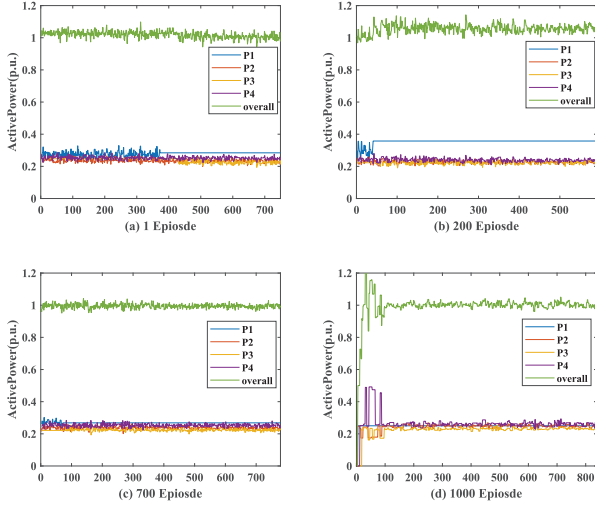 1.2
1
0.8
0.6
0.4
0.2
0
ActivePower(p.u.)
P1
P2
P3
P4
overall
0 100 200 300 400 500 600 700
(a) 1 Epiosde
1.2
1
0.8
0.6
0.4
0.2
0
ActivePower(p.u.)
P1
P2
P3
P4
overall
0 100 200 300 400 500
(b) 200 Epiosde
1.2
1
0.8
0.6
0.4
0.2
0
ActivePower(p.u.)
P1
P2
P3
P4
overall
0 100 200 300 400 500 600 700
(c) 700 Epiosde
1.2
1
0.8
0.6
0.4
0.2
0
ActivePower(p.u.)
P1
P2
P3
P4
overall
0 100 200 300 400 500 600 700 800
(d) 1000 Epiosde